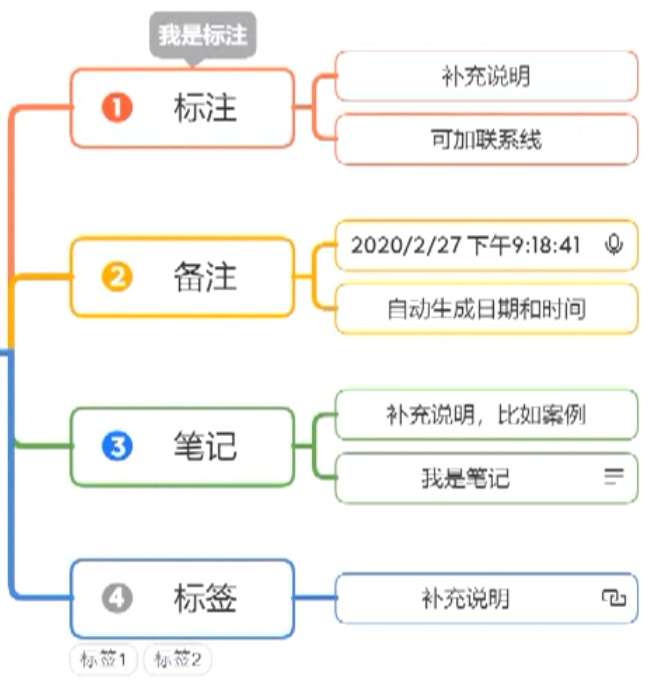 我是标注
1 标注
补充说明
可加联系线
2 备注
2020/2/27 下午9:18:41
自动生成日期和时间
3 笔记
补充说明，比如案例
我是笔记
4 标签
补充说明
标签1 标签2